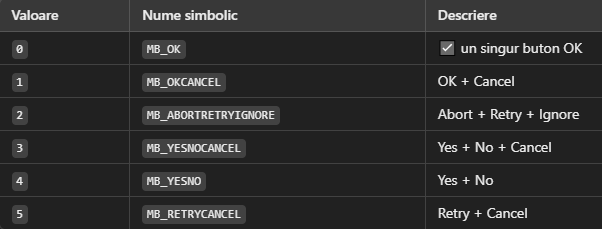 Valoare Nume simbolic Descriere
0 MB_OK un singur buton OK
1 MB_OKCANCEL OK + Cancel
2 MB_ABORTRETRYIGNORE Abort + Retry + Ignore
3 MB_YESNOCANCEL Yes + No + Cancel
4 MB_YESNO Yes + No
5 MB_RETRYCANCEL Retry + Cancel